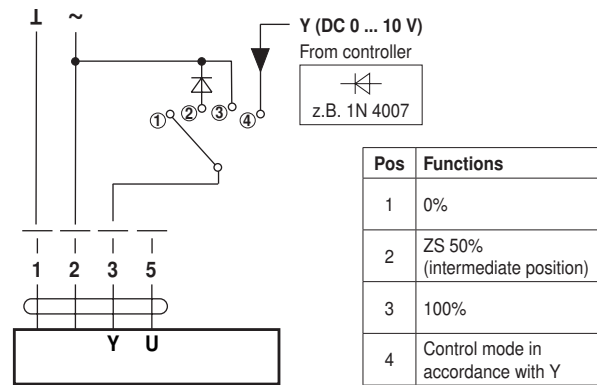 ⊥ ~
Y (DC 0 ... 10 V)
From controller
z.B. 1N 4007
① ② ③ ④
Pos Functions
1 0%
2 ZS 50%
(intermediate position)
3 100%
4 Control mode in
accordance with Y
1 2 3 5
Y U